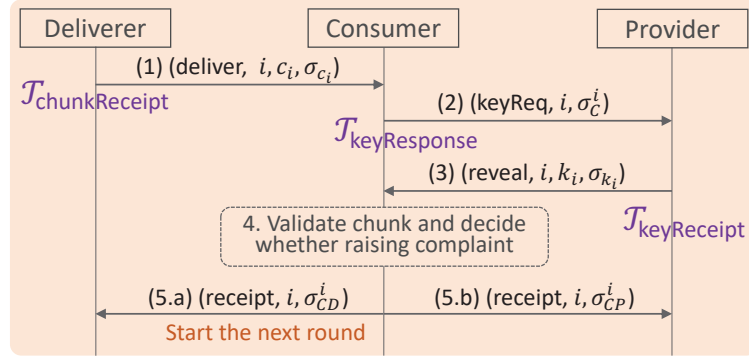 Deliverer Consumer Provider
(1) (deliver, i, c_i, σ_{c_i})
𝒯_chunkReceipt
(2) (keyReq, i, σ_C^i)
𝒯_keyResponse
(3) (reveal, i, k_i, σ_{k_i})
4. Validate chunk and decide
whether raising complaint
𝒯_keyReceipt
(5.a) (receipt, i, σ_{CD}^i) (5.b) (receipt, i, σ_{CP}^i)
Start the next round